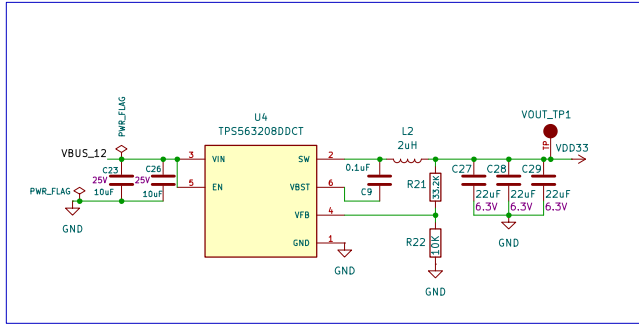 U4
TPS563208DDCT
PWR_FLAG
VBUS_12
3
VIN
SW
2
5
EN
VBST
6
VFB
4
GND
1
C23
25V
10uF
C26
25V
10uF
PWR_FLAG
GND
0.1uF
C9
L2
2uH
R21
33.2K
R22
10K
GND
GND
C27
22uF
6.3V
C28
22uF
6.3V
C29
22uF
6.3V
GND
VOUT_TP1
TP
VDD33